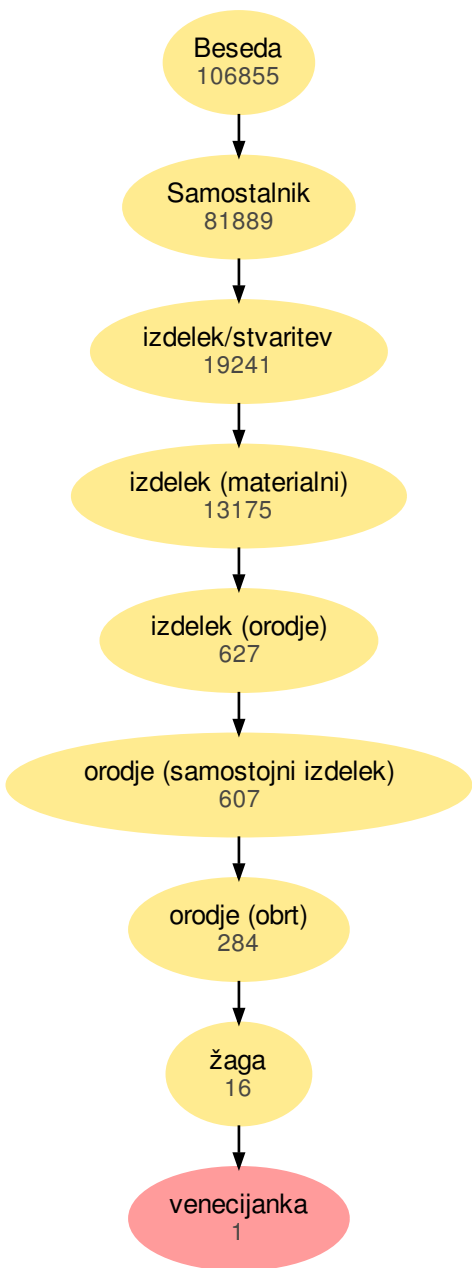 Beseda
106855
Samostalnik
81889
izdelek/stvaritev
19241
izdelek (materialni)
13175
izdelek (orodje)
627
orodje (samostojni izdelek)
607
orodje (obrt)
284
žaga
16
venecijanka
1